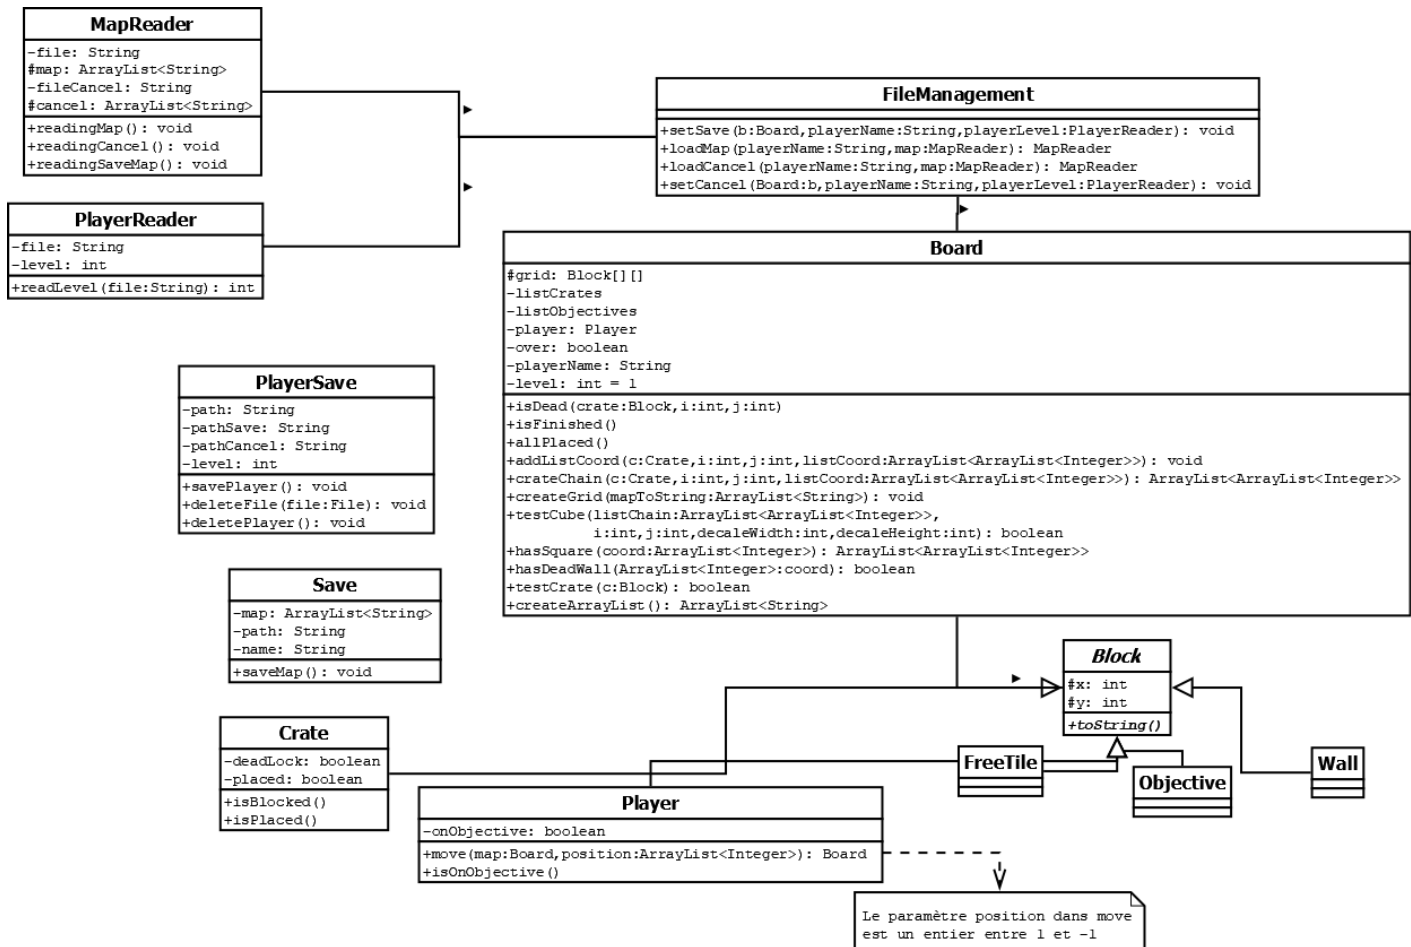 MapReader
-file: String
#map: ArrayList<String>
-fileCancel: String
#cancel: ArrayList<String>
+readingMap(): void
+readingCancel(): void
+readingSaveMap(): void
FileManagement
+setSave(b:Board,playerName:String,playerLevel:PlayerReader): void
+loadMap(playerName:String,map:MapReader): MapReader
+loadCancel(playerName:String,map:MapReader): MapReader
+setCancel(Board:b,playerName:String,playerLevel:PlayerReader): void
PlayerReader
-file: String
-level: int
+readLevel(file:String): int
Board
#grid: Block[][]
-listCrates
-listObjectives
-player: Player
-over: boolean
-playerName: String
-level: int = 1
+isDead(crate:Block,i:int,j:int)
+isFinished()
+allPlaced()
+addListCoord(c:Crate,i:int,j:int,listCoord:ArrayList<ArrayList<Integer>>): void
+crateChain(c:Crate,i:int,j:int,listCoord:ArrayList<ArrayList<Integer>>): ArrayList<ArrayList<Integer>>
+createGrid(mapToString:ArrayList<String>): void
+testCube(listChain:ArrayList<ArrayList<Integer>>,
i:int,j:int,decaleWidth:int,decaleHeight:int): boolean
+hasSquare(coord:ArrayList<Integer>): ArrayList<ArrayList<Integer>>
+hasDeadWall(ArrayList<Integer>:coord): boolean
+testCrate(c:Block): boolean
+createArrayList(): ArrayList<String>
PlayerSave
-path: String
-pathSave: String
-pathCancel: String
-level: int
+savePlayer(): void
+deleteFile(file:File): void
+deletePlayer(): void
Save
-map: ArrayList<String>
-path: String
-name: String
+saveMap(): void
Block
#x: int
#y: int
+toString()
Crate
-deadLock: boolean
-placed: boolean
+isBlocked()
+isPlaced()
FreeTile
Objective
Wall
Player
-onObjective: boolean
+move(map:Board,position:ArrayList<Integer>): Board
+isOnObjective()
Le paramètre position dans move
est un entier entre 1 et -1